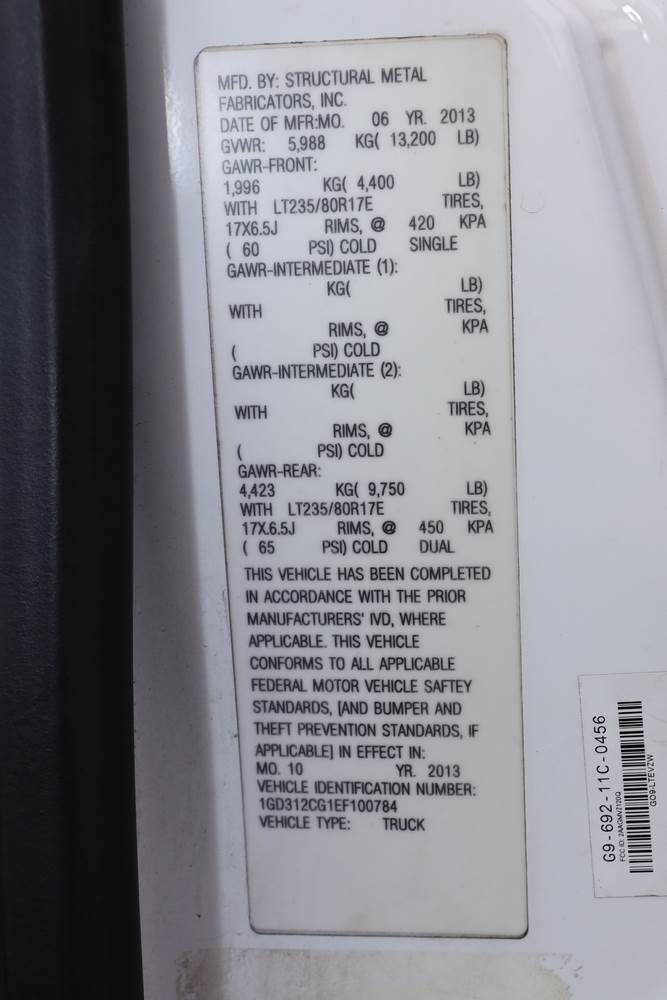 MFD. BY: STRUCTURAL METAL
FABRICATORS, INC.
DATE OF MFR:MO. 06 YR. 2013
GVWR: 5,988 KG( 13,200 LB)
GAWR-FRONT:
1,996 KG( 4,400 LB)
WITH LT235/80R17E TIRES,
17X6.5J RIMS, @ 420 KPA
( 60 PSI) COLD SINGLE
GAWR-INTERMEDIATE (1):
KG( LB)
WITH TIRES,
RIMS, @ KPA
( PSI) COLD
GAWR-INTERMEDIATE (2):
KG( LB)
WITH TIRES,
RIMS, @ KPA
( PSI) COLD
GAWR-REAR:
4,423 KG( 9,750 LB)
WITH LT235/80R17E TIRES,
17X.6.5J RIMS, @ 450 KPA
( 65 PSI) COLD DUAL
THIS VEHICLE HAS BEEN COMPLETED
IN ACCORDANCE WITH THE PRIOR
MANUFACTURERS' IVD, WHERE
APPLICABLE. THIS VEHICLE
CONFORMS TO ALL APPLICABLE
FEDERAL MOTOR VEHICLE SAFTEY
STANDARDS, [AND BUMPER AND
THEFT PREVENTION STANDARDS, IF
APPLICABLE] IN EFFECT IN:
MO. 10 YR. 2013
VEHICLE IDENTIFICATION NUMBER:
1GD312CG1EF100784
VEHICLE TYPE: TRUCK
G9-692-11C-0456
FCC ID:
GO9-LTEVZW